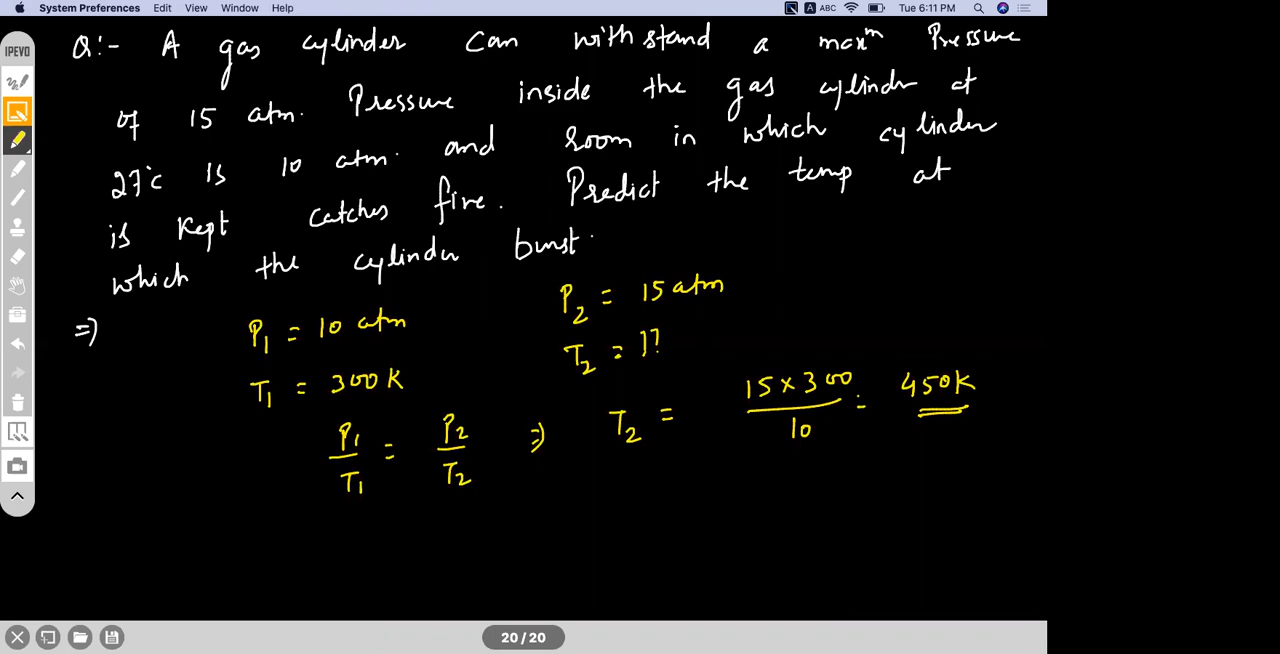 System Preferences Edit View Window Help
A ABC Tue 6:11 PM
IPEVO
Q:- A gas cylinder can withstand a maxᵐ Pressure
of 15 atm. Pressure inside the gas cylinder at
27°c is 10 atm. and room in which cylinder
is kept catches fire. Predict the temp at
which the cylinder burst.
=> P₁ = 10 atm P₂ = 15 atm
T₁ = 300 K T₂ = ??
P₁/T₁ = P₂/T₂ => T₂ = 15 × 300/10 = 450K
20 / 20